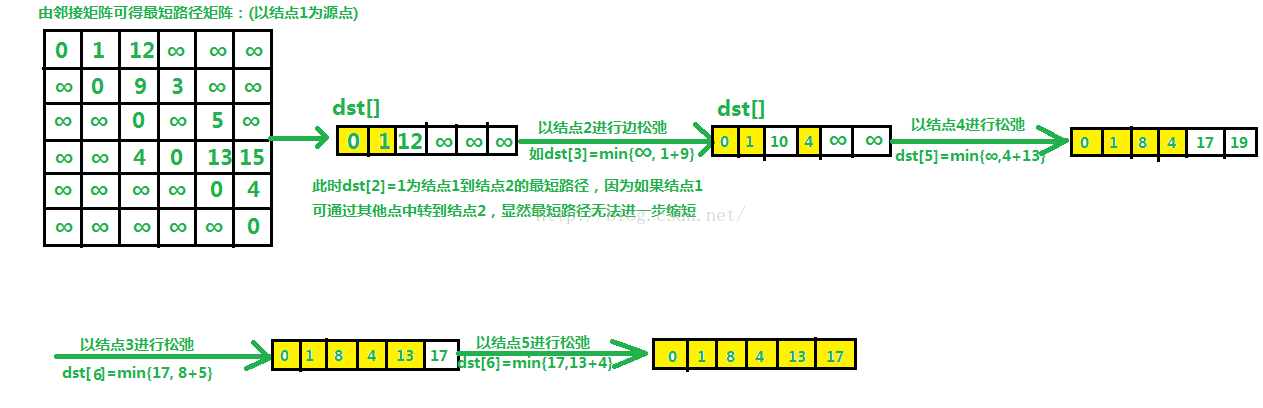 由邻接矩阵可得最短路径矩阵：(以结点1为源点)
0 1 12 ∞ ∞ ∞
∞ 0 9 3 ∞ ∞
∞ ∞ 0 ∞ 5 ∞
∞ ∞ 4 0 13 15
∞ ∞ ∞ ∞ 0 4
∞ ∞ ∞ ∞ ∞ 0
dst[]
0 1 12 ∞ ∞ ∞
以结点2进行边松弛
如dst[3]=min{∞, 1+9}
dst[]
0 1 10 4 ∞ ∞
以结点4进行松弛
dst[5]=min{∞,4+13}
0 1 8 4 17 19
此时dst[2]=1为结点1到结点2的最短路径，因为如果结点1
可通过其他点中转到结点2，显然最短路径无法进一步缩短
http://blog.csdn.net/
以结点3进行松弛
dst[6]=min{17, 8+5}
0 1 8 4 13 17
以结点5进行松弛
dst[6]=min{17,13+4}
0 1 8 4 13 17